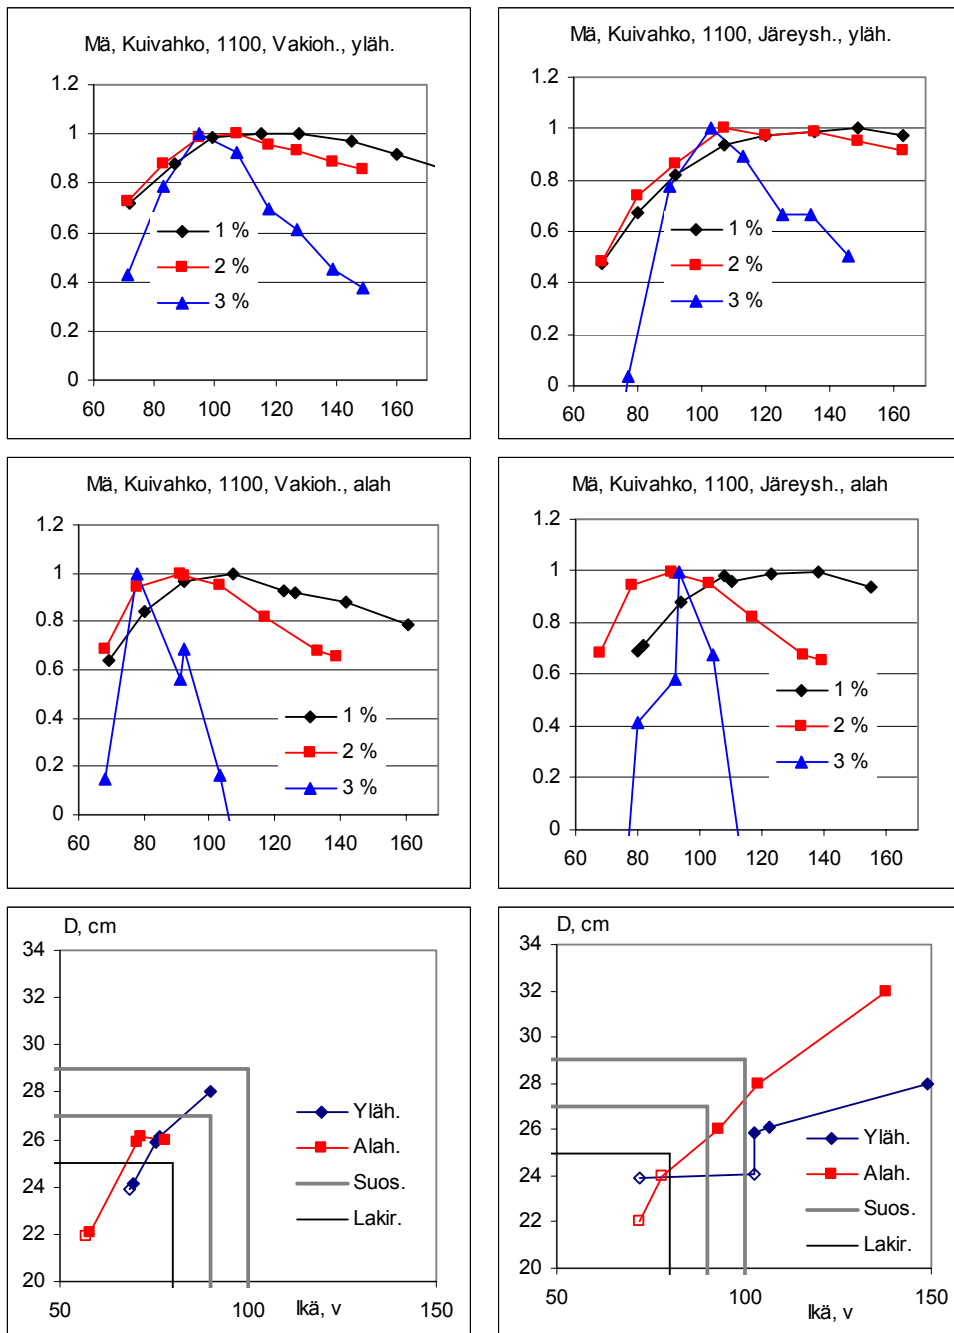 Mä, Kuivahko, 1100, Vakioh., yläh.
1.2
1
0.8
0.6
0.4
0.2
0
60 80 100 120 140 160
1 %
2 %
3 %
Mä, Kuivahko, 1100, Järeysh., yläh.
1.2
1
0.8
0.6
0.4
0.2
0
60 80 100 120 140 160
1 %
2 %
3 %
Mä, Kuivahko, 1100, Vakioh., alah
1.2
1
0.8
0.6
0.4
0.2
0
60 80 100 120 140 160
1 %
2 %
3 %
Mä, Kuivahko, 1100, Järeysh., alah
1.2
1
0.8
0.6
0.4
0.2
0
60 80 100 120 140 160
1 %
2 %
3 %
D, cm
34
32
30
28
26
24
22
20
50 100 150
Ikä, v
Yläh.
Alah.
Suos.
Lakir.
D, cm
34
32
30
28
26
24
22
20
50 100 150
Ikä, v
Yläh.
Alah.
Suos.
Lakir.